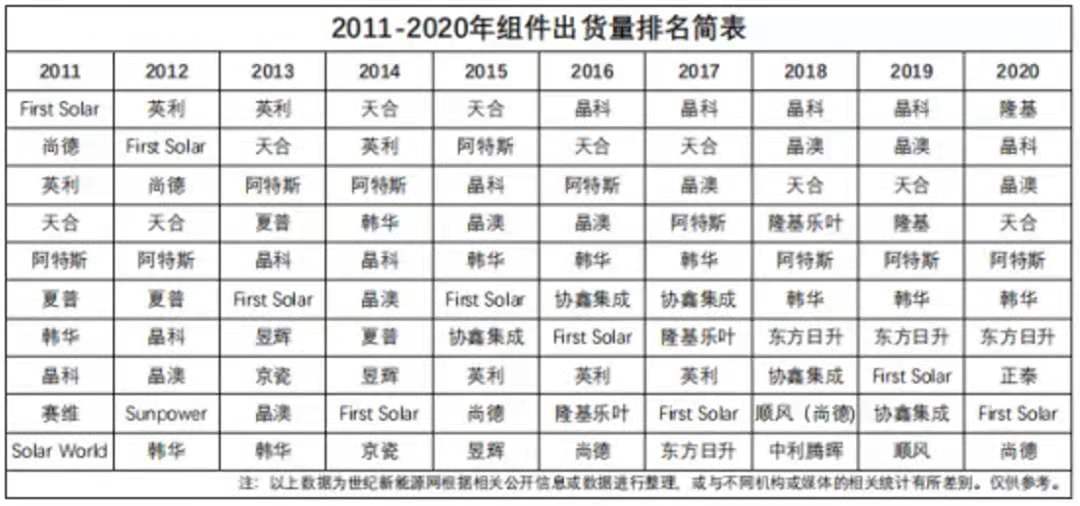 2011-2020年组件出货量排名简表
2011 2012 2013 2014 2015 2016 2017 2018 2019 2020
First Solar 英利 英利 天合 天合 晶科 晶科 晶科 晶科 隆基
尚德 First Solar 天合 英利 阿特斯 天合 天合 晶澳 晶澳 晶科
英利 尚德 阿特斯 阿特斯 晶科 阿特斯 晶澳 天合 天合 晶澳
天合 天合 夏普 韩华 晶澳 晶澳 阿特斯 隆基乐叶 隆基 天合
阿特斯 阿特斯 晶科 晶科 韩华 韩华 韩华 阿特斯 阿特斯 阿特斯
夏普 夏普 First Solar 晶澳 First Solar 协鑫集成 协鑫集成 韩华 韩华 韩华
韩华 晶科 昱辉 夏普 协鑫集成 First Solar 隆基乐叶 东方日升 东方日升 东方日升
晶科 晶澳 京瓷 昱辉 英利 英利 英利 协鑫集成 First Solar 正泰
赛维 Sunpower 晶澳 First Solar 尚德 隆基乐叶 First Solar 顺风（尚德) 协鑫集成 First Solar
Solar World 韩华 韩华 京瓷 昱辉 尚德 东方日升 中利腾晖 顺风 尚德
注：以上数据为世纪新能源网根据相关公开信息或数据进行整理，或与不同机构或媒体的相关统计有所差别。仅供参考。